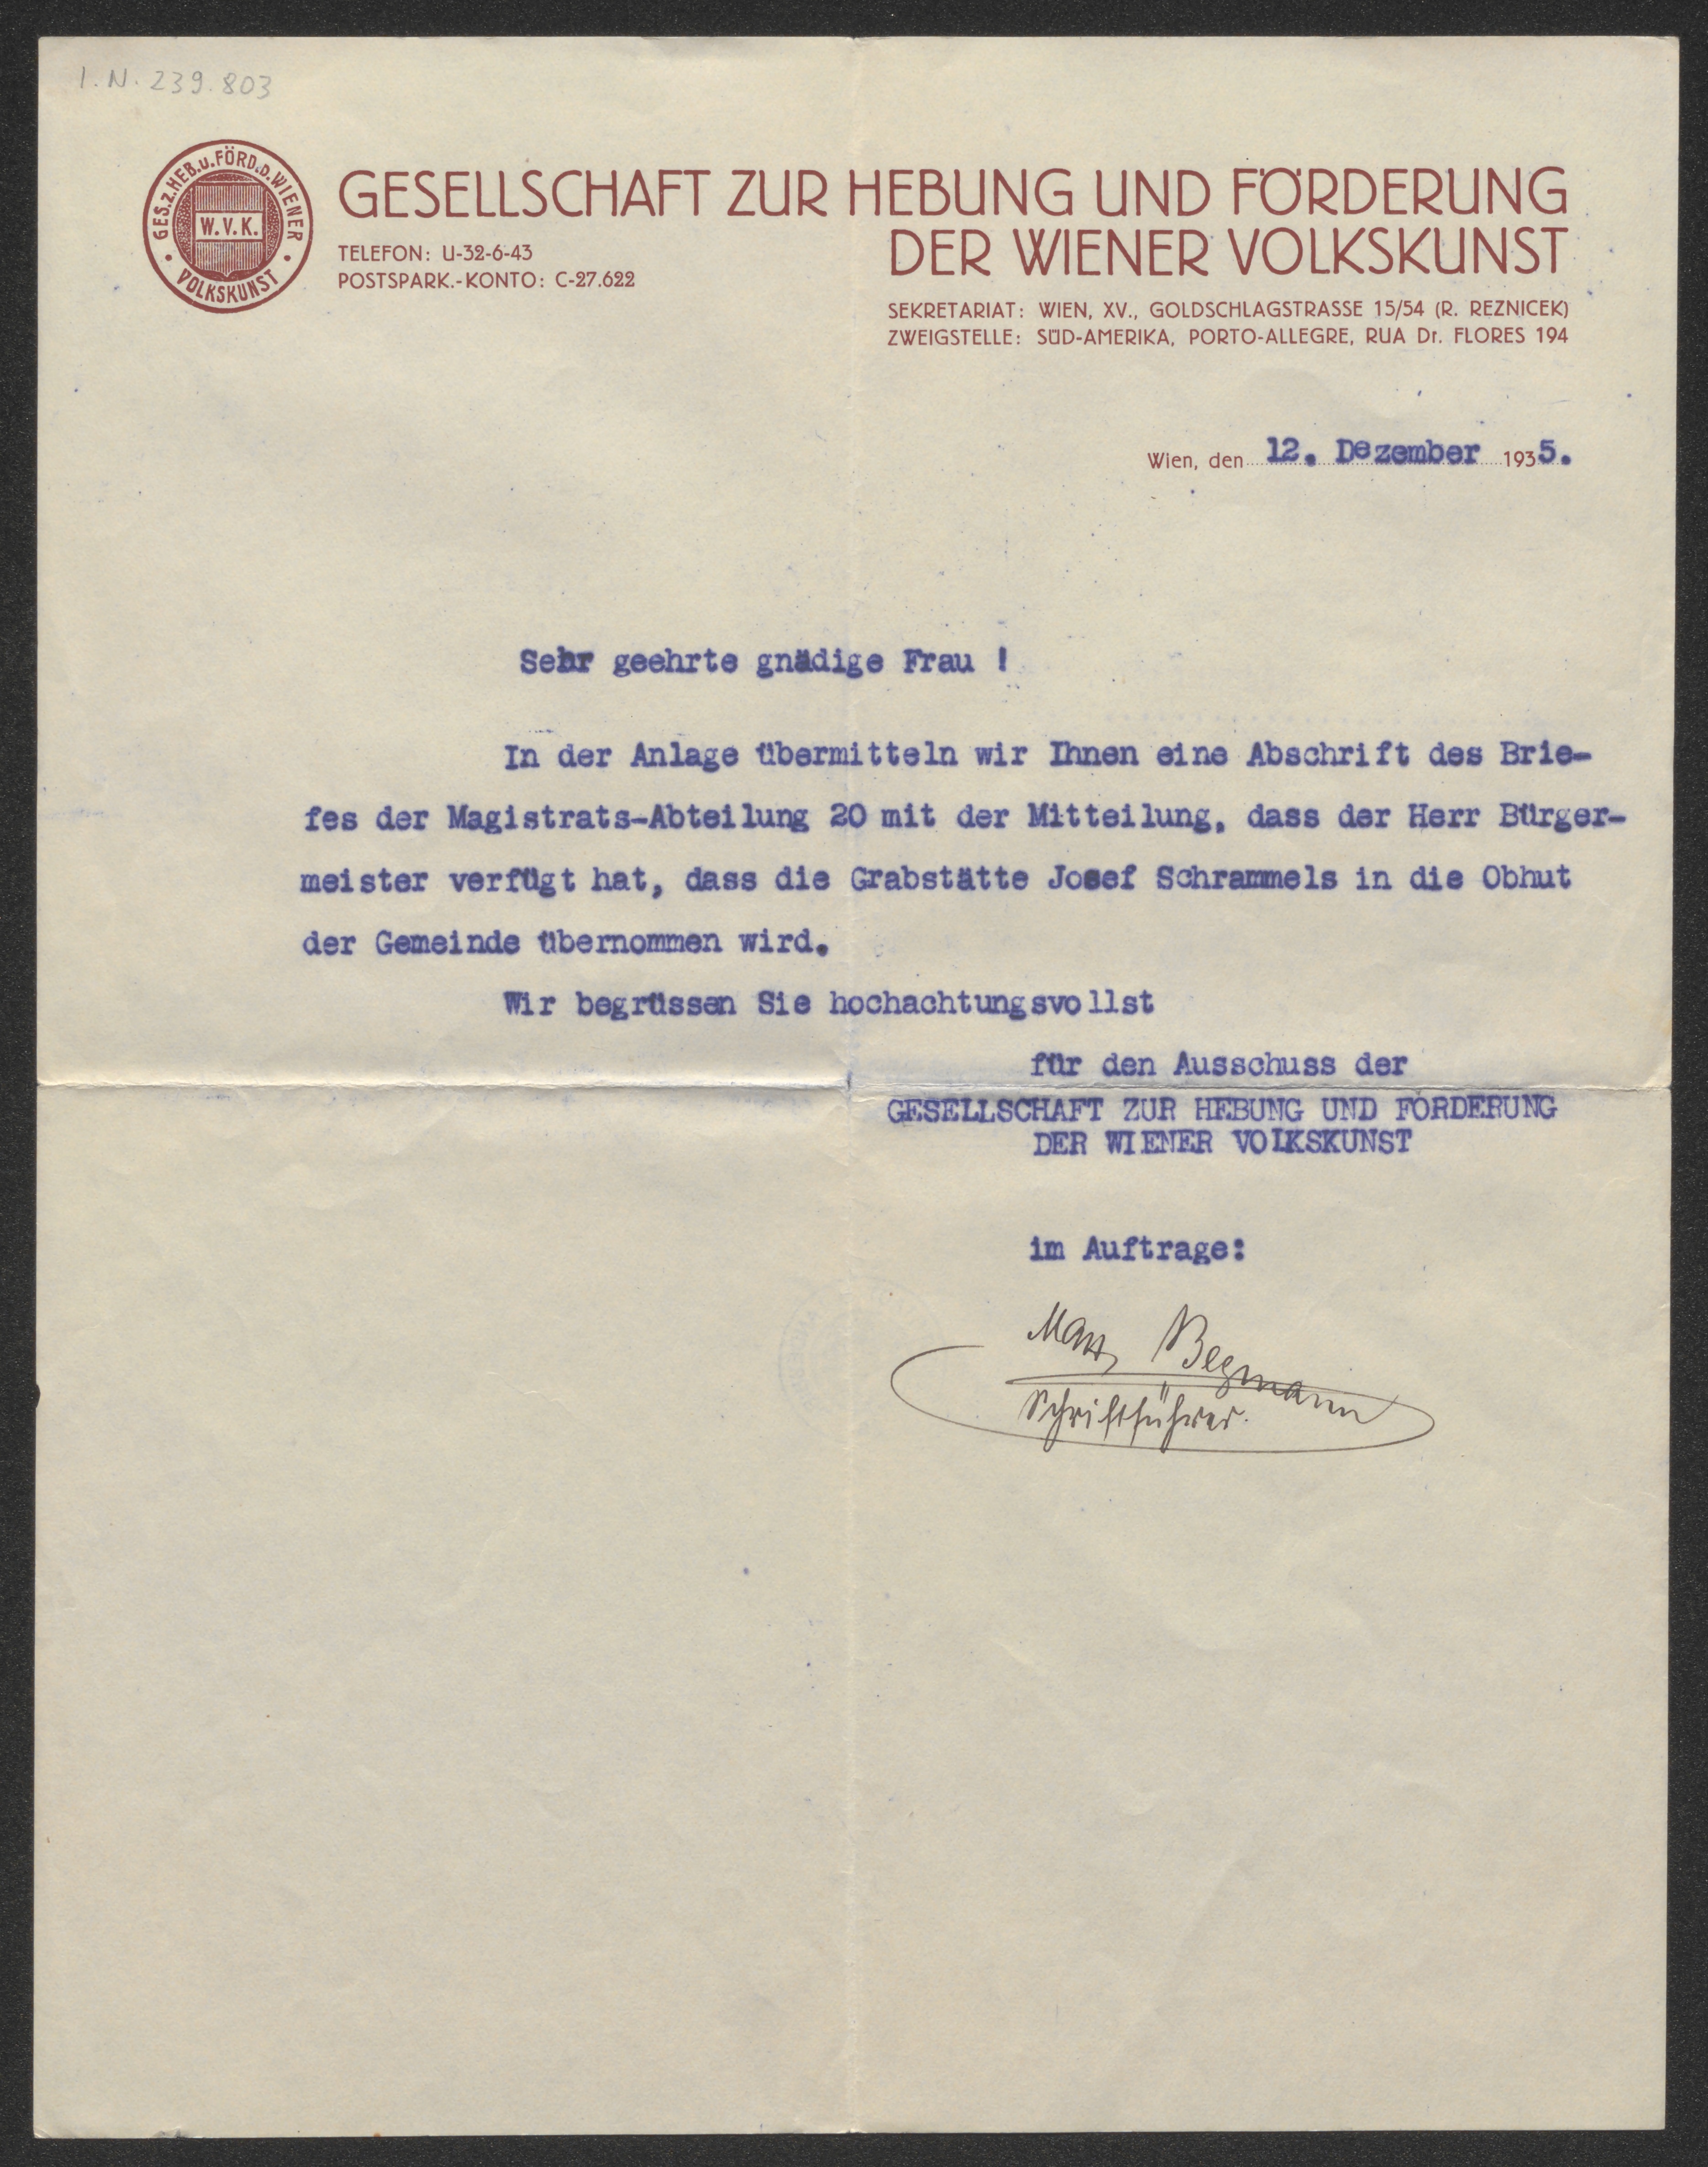 I.N. 239.803
GES.Z.HEB.U.FÖRD.D.WIENER
W.V.K.
VOLKSKUNST
GESELLSCHAFT ZUR HEBUNG UND FÖRDERUNG
DER WIENER VOLKSKUNST
TELEFON: U-32-6-43
POSTSPARK.-KONTO: C-27.622
SEKRETARIAT: WIEN, XV., GOLDSCHLAGSTRASSE 15/54 (R. REZNICEK)
ZWEIGSTELLE: SÜD-AMERIKA, PORTO-ALLEGRE, RUA Dr. FLORES 194
Wien, den 12. Dezember 1935.
Sehr geehrte gnädige Frau !
In der Anlage übermitteln wir Ihnen eine Abschrift des Brie-
fes der Magistrats-Abteilung 20 mit der Mitteilung, dass der Herr Bürger-
meister verfügt hat, dass die Grabstätte Josef Schrammels in die Obhut
der Gemeinde übernommen wird.
Wir begrüssen Sie hochachtungsvollst
für den Ausschuss der
GESELLSCHAFT ZUR HEBUNG UND FÖRDERUNG
DER WIENER VOLKSKUNST
im Auftrage:
Schriftführer.